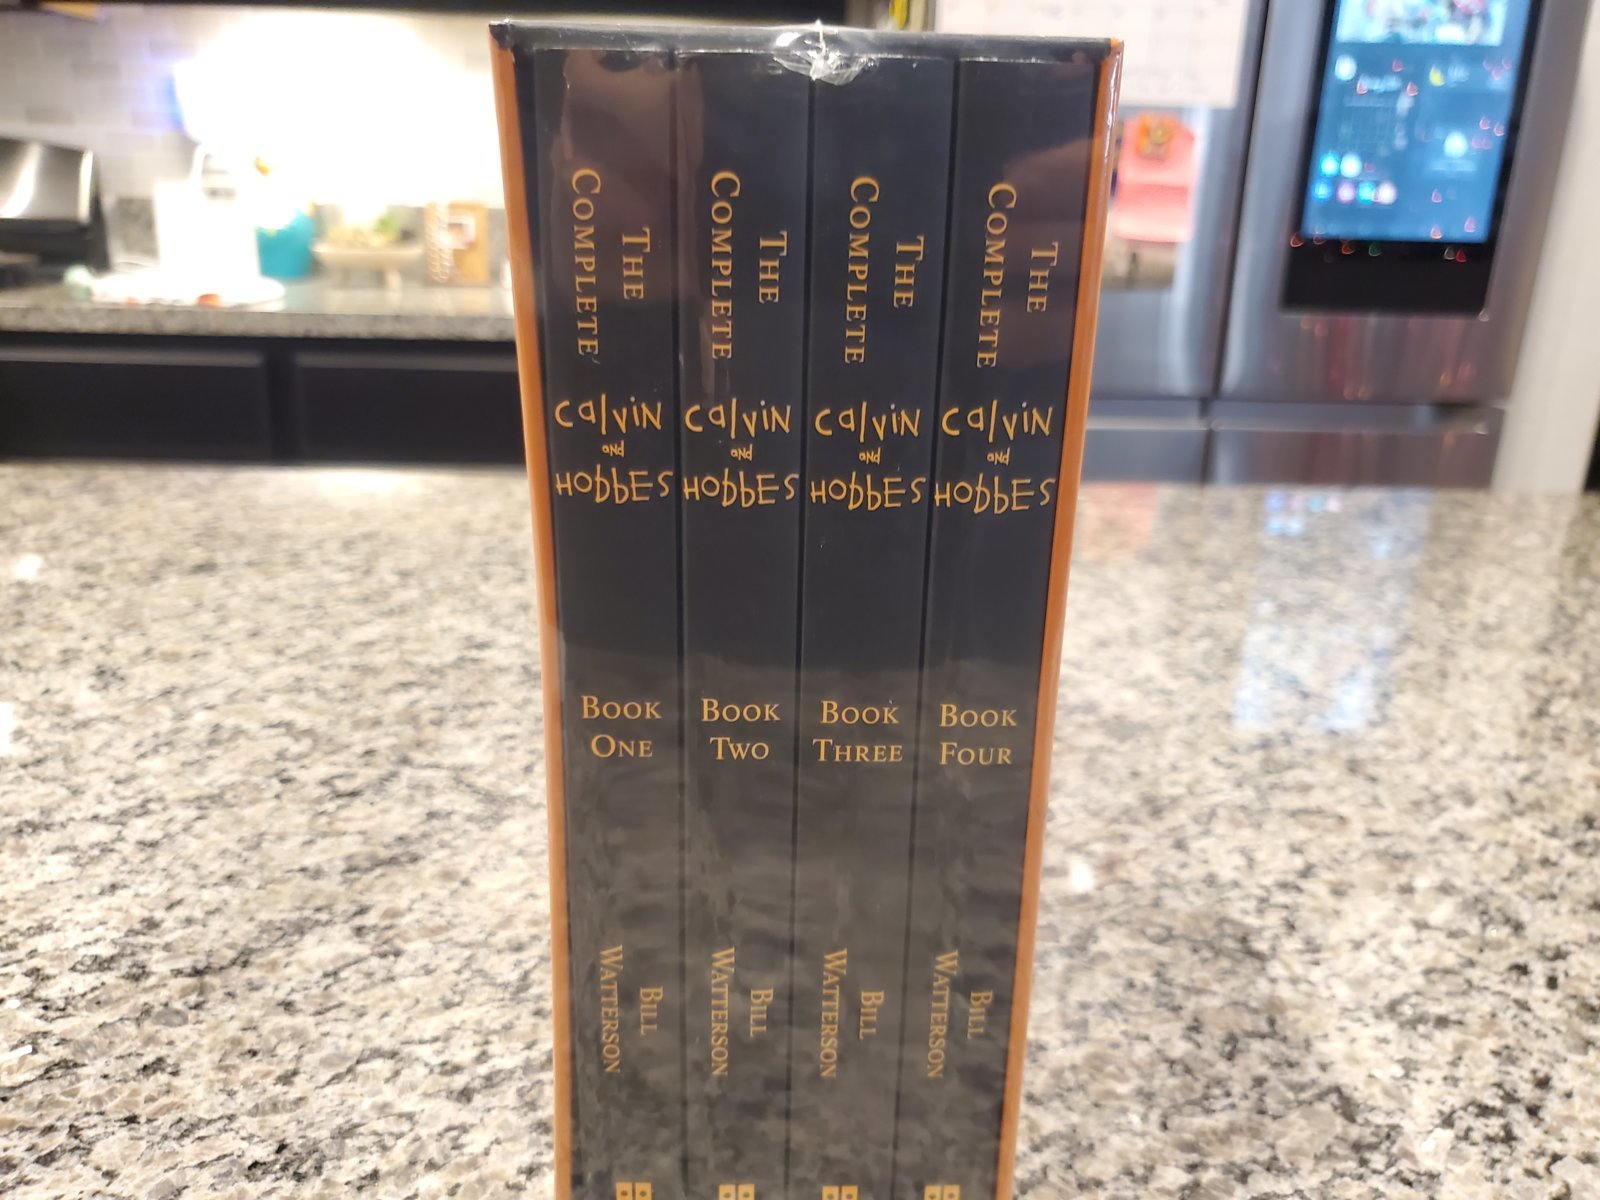 The
Complete
Calvin
and
Hobbes
Book
One
Bill
Watterson
The
Complete
Calvin
and
Hobbes
Book
Two
Bill
Watterson
The
Complete
Calvin
and
Hobbes
Book
Three
Bill
Watterson
The
Complete
Calvin
and
Hobbes
Book
Four
Bill
Watterson